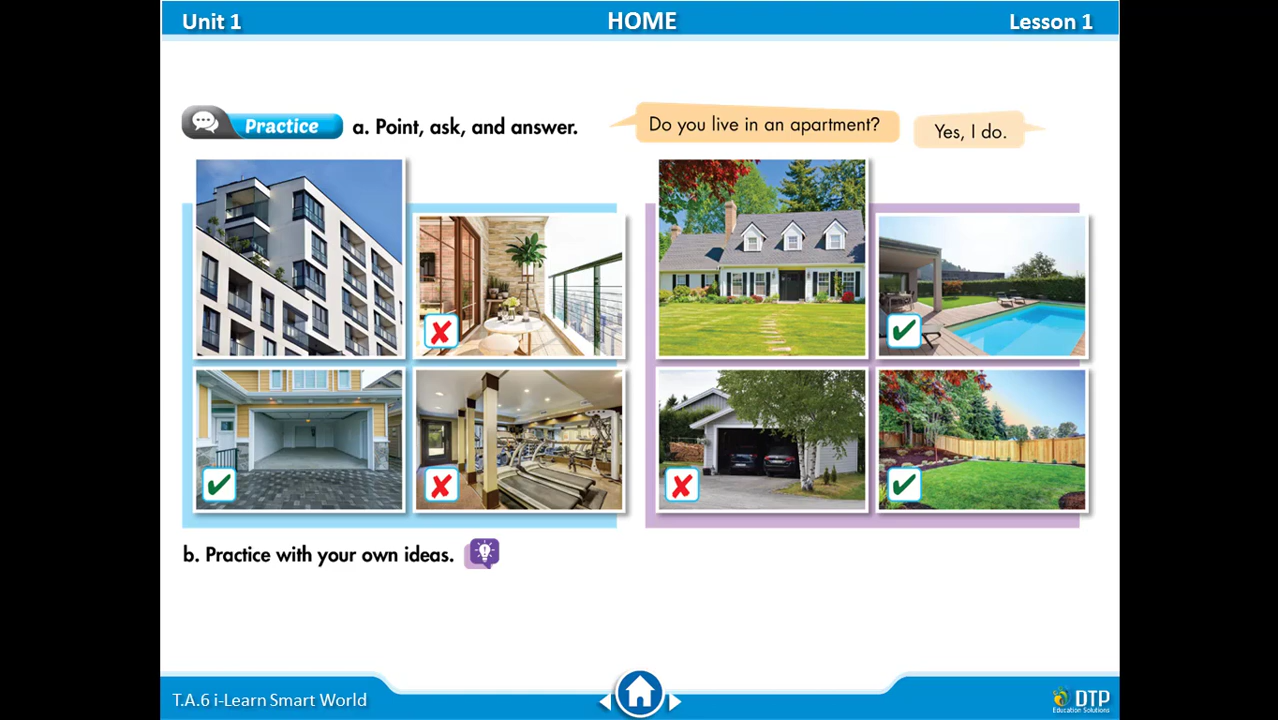 Unit 1
HOME
Lesson 1
Practice
a. Point, ask, and answer.
Do you live in an apartment?
Yes, I do.
b. Practice with your own ideas.
T.A.6 i-Learn Smart World
DTP
Education Solutions